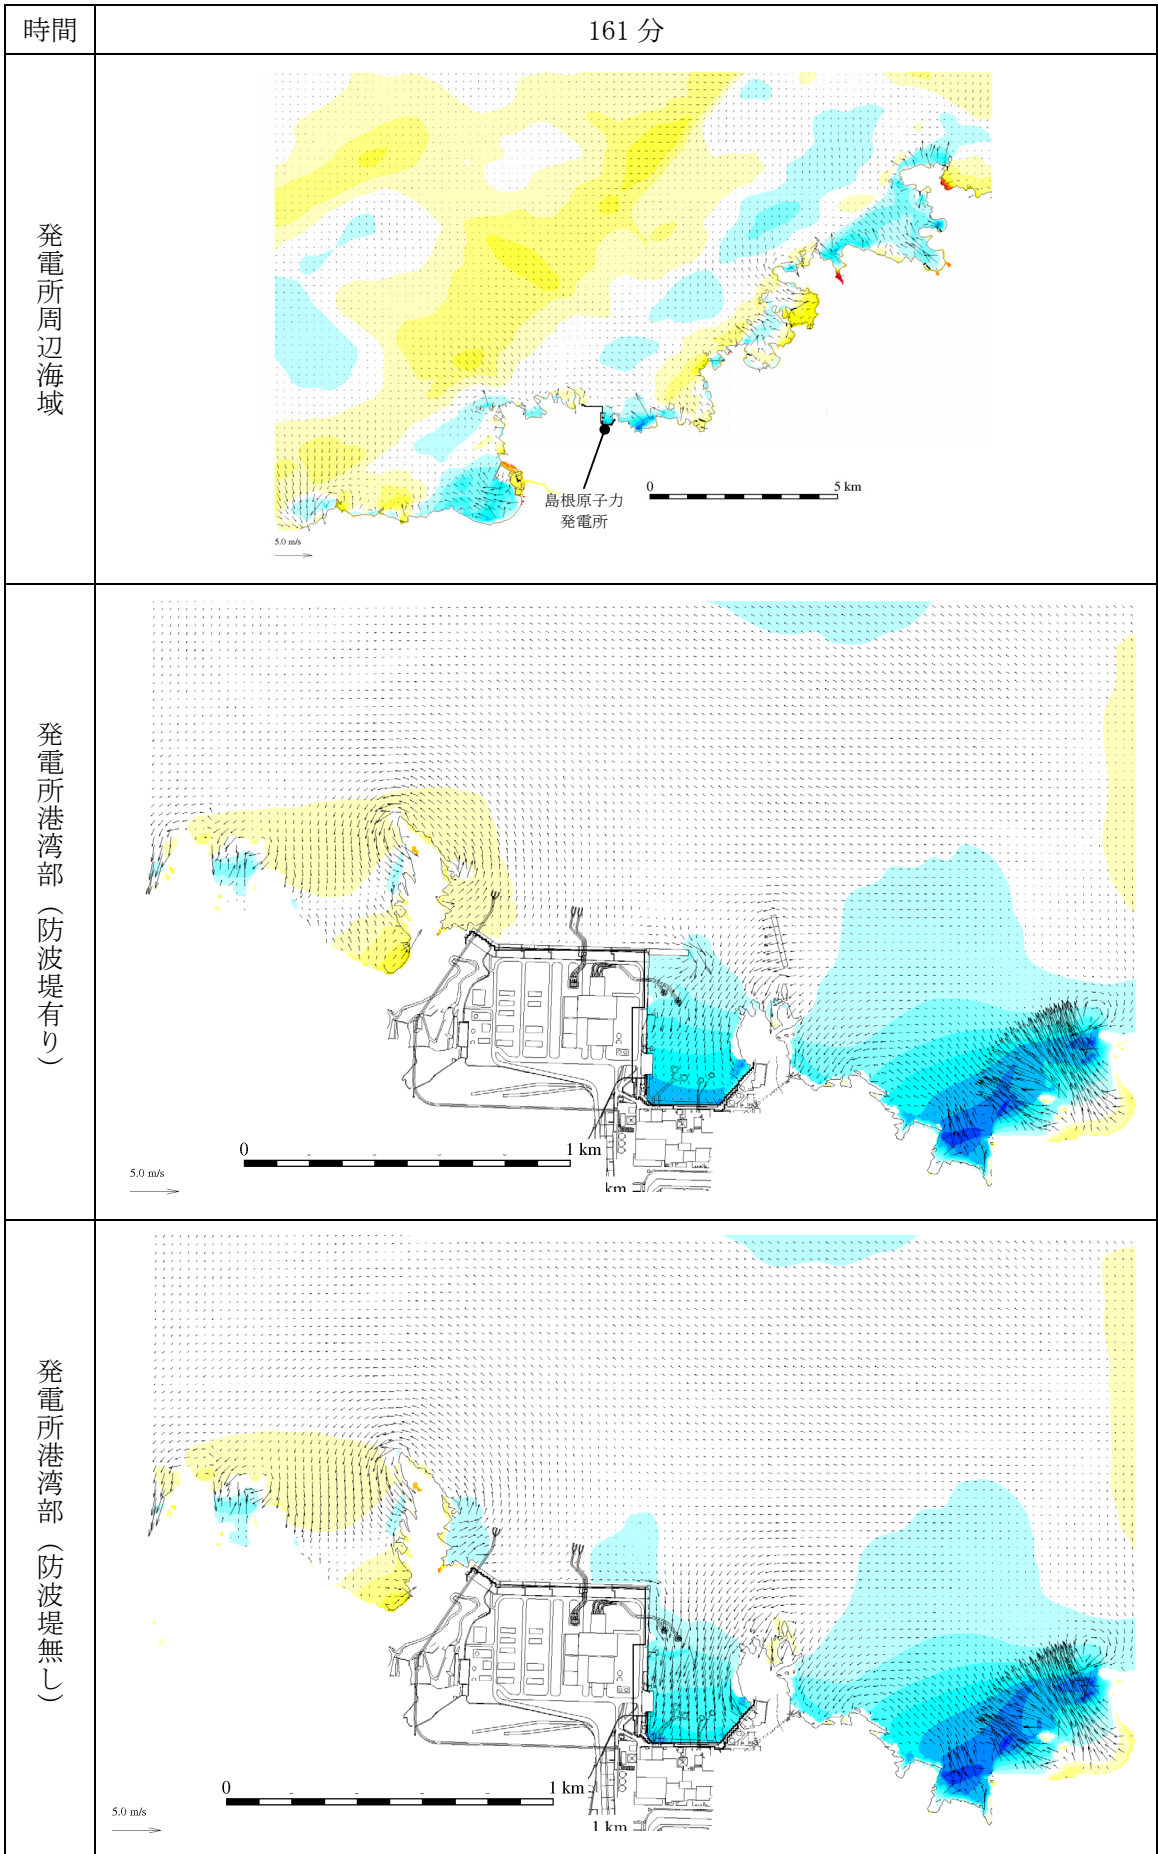 時間
161 分
発電所周辺海域
島根原子力
発電所
0
5 km
5.0 m/s
発電所港湾部（防波堤有り）
0
1 km
5.0 m/s
km
発電所港湾部（防波堤無し）
0
1 km
5.0 m/s
1 km